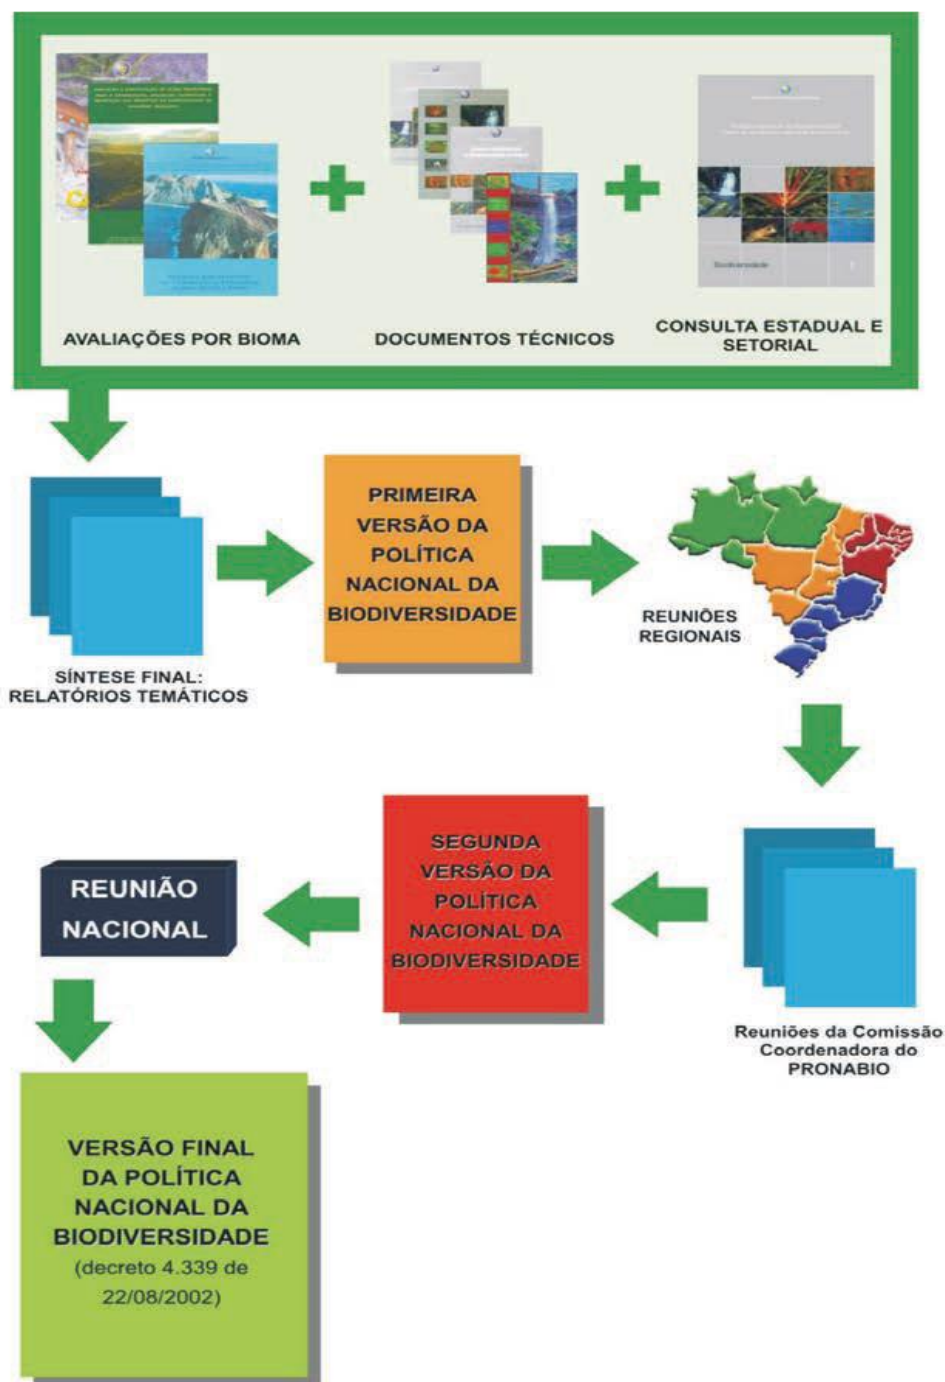 AVALIAÇÕES POR BIOMA
DOCUMENTOS TÉCNICOS
CONSULTA ESTADUAL E
SETORIAL
PRIMEIRA
VERSÃO DA
POLÍTICA
NACIONAL DA
BIODIVERSIDADE
REUNIÕES
REGIONAIS
SÍNTESE FINAL:
RELATÓRIOS TEMÁTICOS
SEGUNDA
VERSÃO DA
POLÍTICA
NACIONAL DA
BIODIVERSIDADE
REUNIÃO
NACIONAL
Reuniões da Comissão
Coordenadora do
PRONABIO
VERSÃO FINAL
DA POLÍTICA
NACIONAL DA
BIODIVERSIDADE
(decreto 4.339 de
22/08/2002)